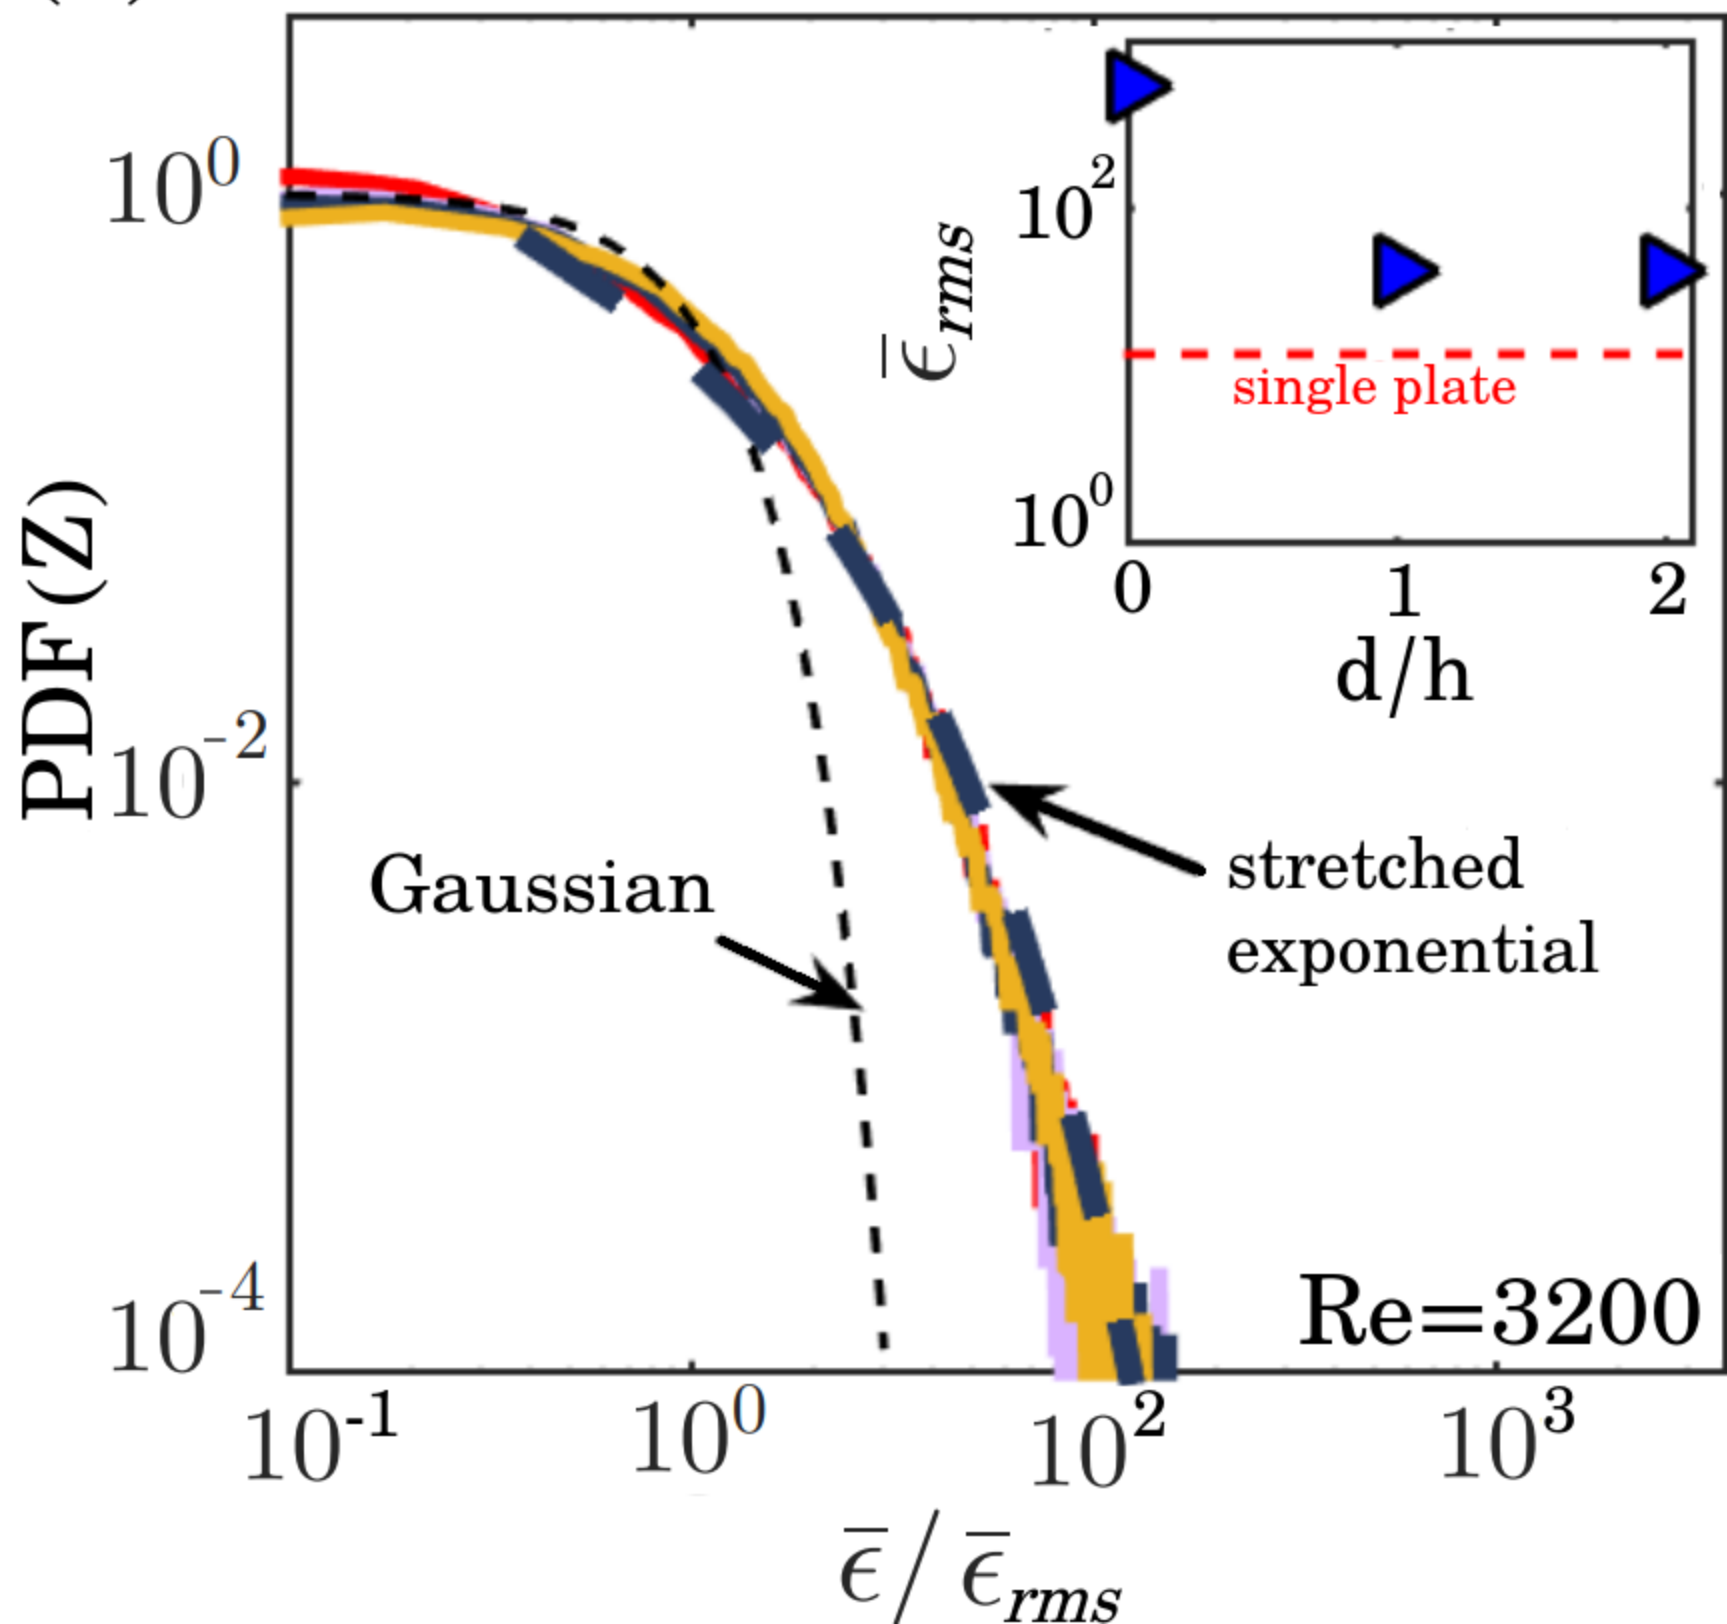 10^0
10^-2
10^-4
PDF(Z)
10^-1
10^0
10^2
10^3
ϵ̄/ϵ̄_rms
Gaussian
stretched
exponential
Re=3200
ϵ̄_rms
10^2
10^0
single plate
0
1
2
d/h